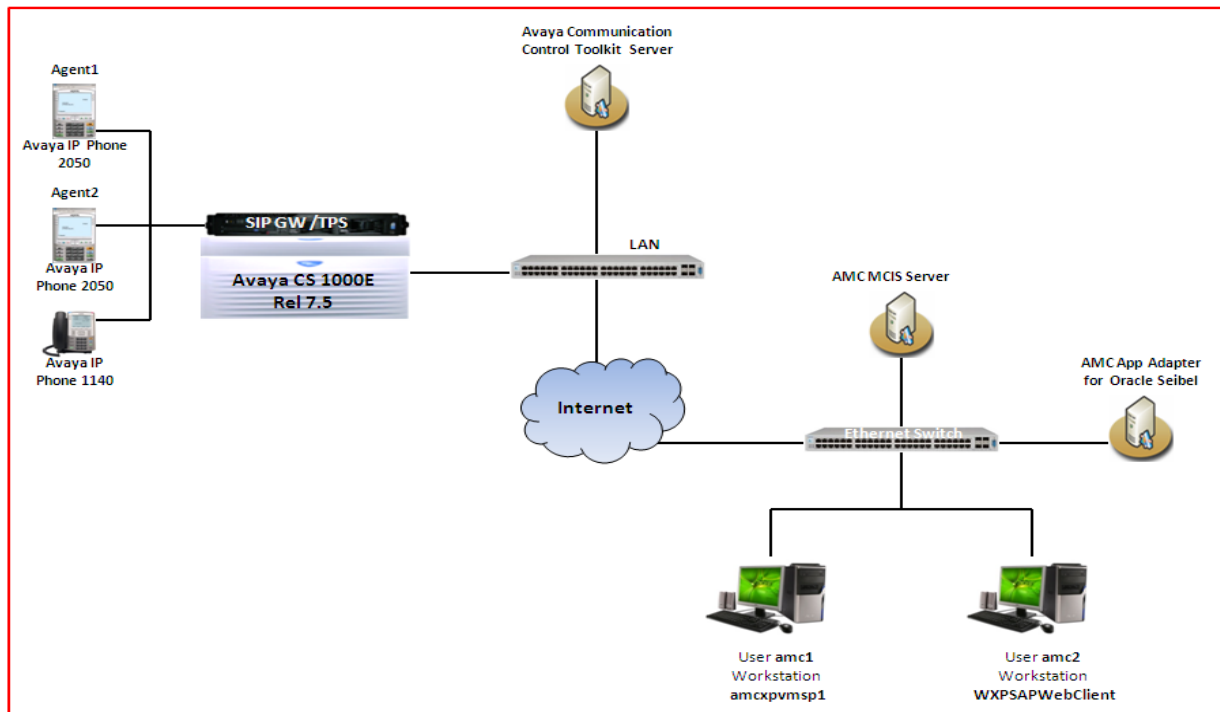 Avaya Communication
Control Toolkit Server
Agent1
Avaya IP Phone
2050
Agent2
Avaya IP
Phone 2050
Avaya IP
Phone 1140
SIP GW /TPS
Avaya CS 1000E
Rel 7.5
LAN
Internet
AMC MCIS Server
AMC App Adapter
for Oracle Seibel
Ethernet Switch
User amc1
Workstation
amcxpvmsp1
User amc2
Workstation
WXPSAPWebClient